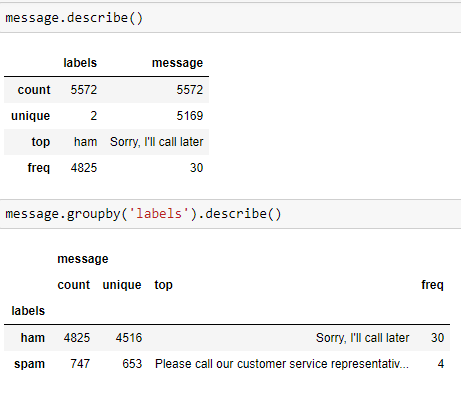 message.describe()
labels message
count 5572 5572
unique 2 5169
top ham Sorry, I'll call later
freq 4825 30
message.groupby('labels').describe()
message
count unique top freq
labels
ham 4825 4516 Sorry, I'll call later 30
spam 747 653 Please call our customer service representativ... 4